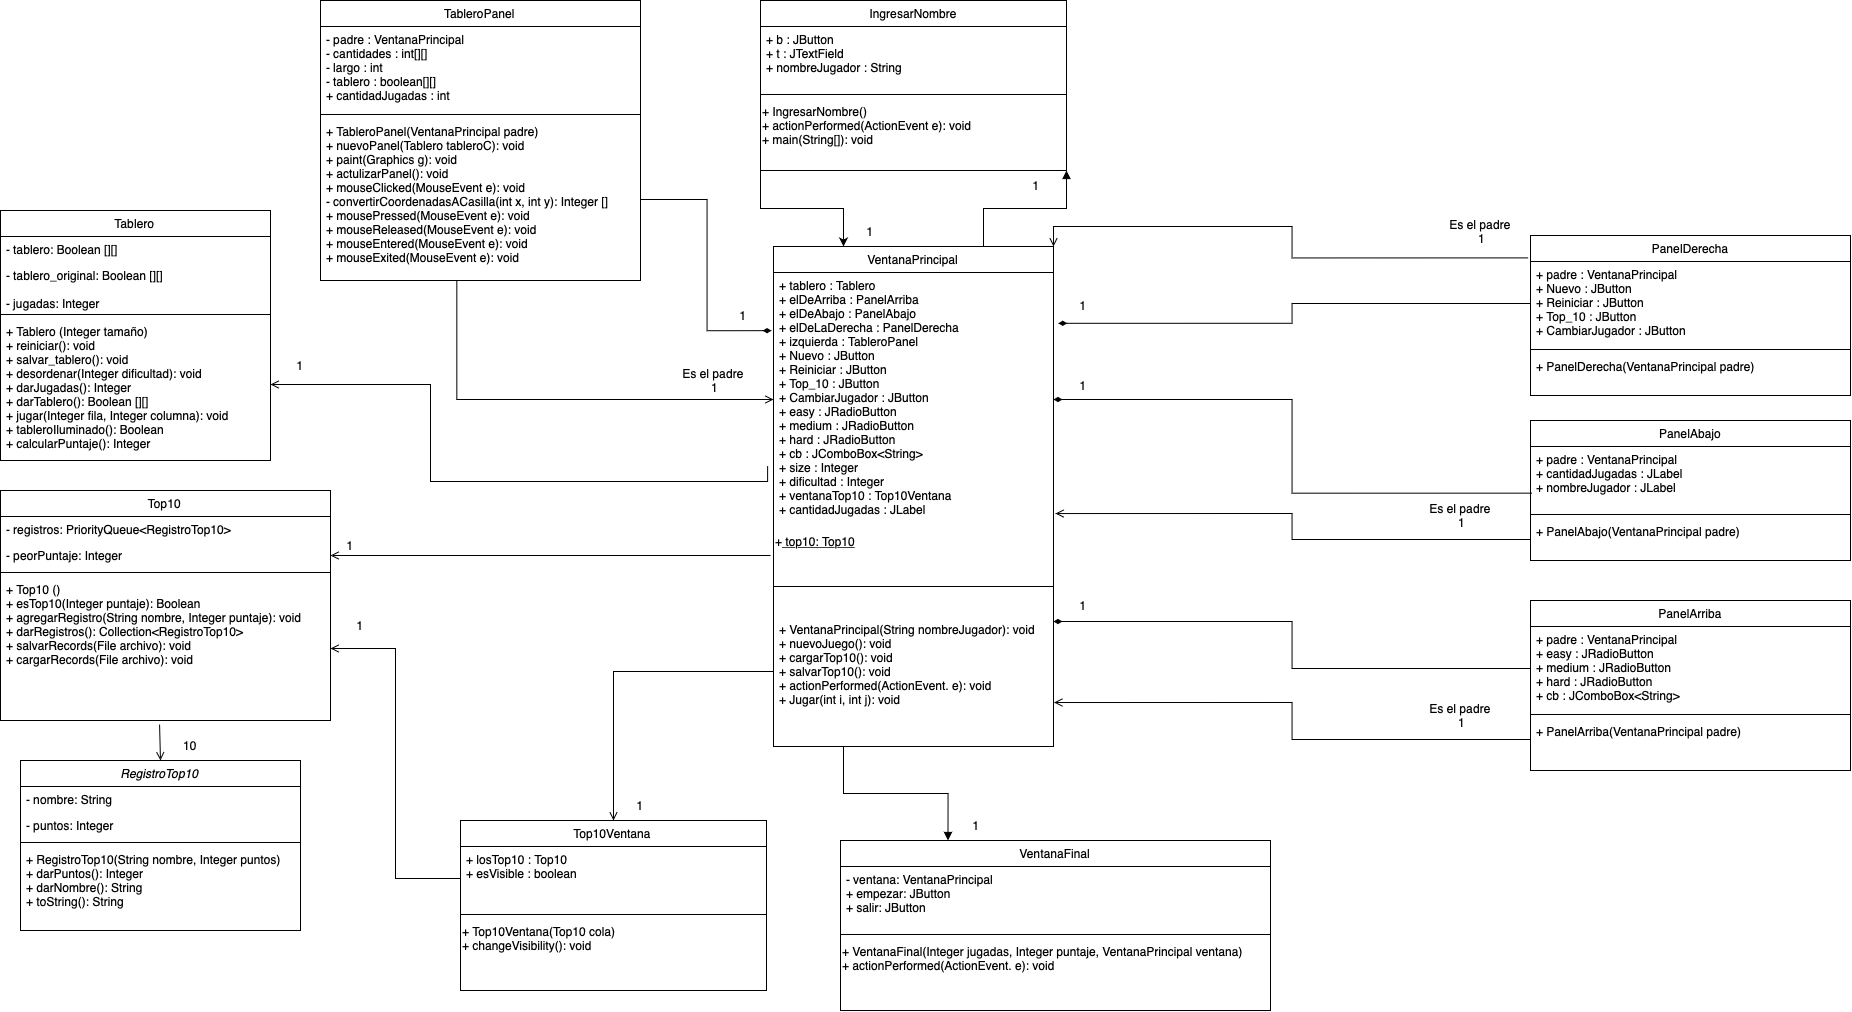 TableroPanel
- padre : VentanaPrincipal
- cantidades : int[][]
- largo : int
- tablero : boolean[][]
+ cantidadJugadas : int
+ TableroPanel(VentanaPrincipal padre)
+ nuevoPanel(Tablero tableroC): void
+ paint(Graphics g): void
+ actulizarPanel(): void
+ mouseClicked(MouseEvent e): void
- convertirCoordenadasACasilla(int x, int y): Integer []
+ mousePressed(MouseEvent e): void
+ mouseReleased(MouseEvent e): void
+ mouseEntered(MouseEvent e): void
+ mouseExited(MouseEvent e): void
IngresarNombre
+ b : JButton
+ t : JTextField
+ nombreJugador : String
+ IngresarNombre()
+ actionPerformed(ActionEvent e): void
+ main(String[]): void
1
1
Tablero
- tablero: Boolean [][]
- tablero_original: Boolean [][]
- jugadas: Integer
+ Tablero (Integer tamaño)
+ reiniciar(): void
+ salvar_tablero(): void
+ desordenar(Integer dificultad): void
+ darJugadas(): Integer
+ darTablero(): Boolean [][]
+ jugar(Integer fila, Integer columna): void
+ tableroIluminado(): Boolean
+ calcularPuntaje(): Integer
1
1
Es el padre
1
VentanaPrincipal
+ tablero : Tablero
+ elDeArriba : PanelArriba
+ elDeAbajo : PanelAbajo
+ elDeLaDerecha : PanelDerecha
+ izquierda : TableroPanel
+ Nuevo : JButton
+ Reiniciar : JButton
+ Top_10 : JButton
+ CambiarJugador : JButton
+ easy : JRadioButton
+ medium : JRadioButton
+ hard : JRadioButton
+ cb : JComboBox<String>
+ size : Integer
+ dificultad : Integer
+ ventanaTop10 : Top10Ventana
+ cantidadJugadas : JLabel
+ top10: Top10
+ VentanaPrincipal(String nombreJugador): void
+ nuevoJuego(): void
+ cargarTop10(): void
+ salvarTop10(): void
+ actionPerformed(ActionEvent. e): void
+ Jugar(int i, int j): void
Es el padre
1
1
PanelDerecha
+ padre : VentanaPrincipal
+ Nuevo : JButton
+ Reiniciar : JButton
+ Top_10 : JButton
+ CambiarJugador : JButton
+ PanelDerecha(VentanaPrincipal padre)
1
PanelAbajo
+ padre : VentanaPrincipal
+ cantidadJugadas : JLabel
+ nombreJugador : JLabel
+ PanelAbajo(VentanaPrincipal padre)
Es el padre
1
1
PanelArriba
+ padre : VentanaPrincipal
+ easy : JRadioButton
+ medium : JRadioButton
+ hard : JRadioButton
+ cb : JComboBox<String>
+ PanelArriba(VentanaPrincipal padre)
Es el padre
1
Top10
- registros: PriorityQueue<RegistroTop10>
- peorPuntaje: Integer
+ Top10 ()
+ esTop10(Integer puntaje): Boolean
+ agregarRegistro(String nombre, Integer puntaje): void
+ darRegistros(): Collection<RegistroTop10>
+ salvarRecords(File archivo): void
+ cargarRecords(File archivo): void
1
1
10
RegistroTop10
- nombre: String
- puntos: Integer
+ RegistroTop10(String nombre, Integer puntos)
+ darPuntos(): Integer
+ darNombre(): String
+ toString(): String
1
Top10Ventana
+ losTop10 : Top10
+ esVisible : boolean
+ Top10Ventana(Top10 cola)
+ changeVisibility(): void
1
VentanaFinal
- ventana: VentanaPrincipal
+ empezar: JButton
+ salir: JButton
+ VentanaFinal(Integer jugadas, Integer puntaje, VentanaPrincipal ventana)
+ actionPerformed(ActionEvent. e): void